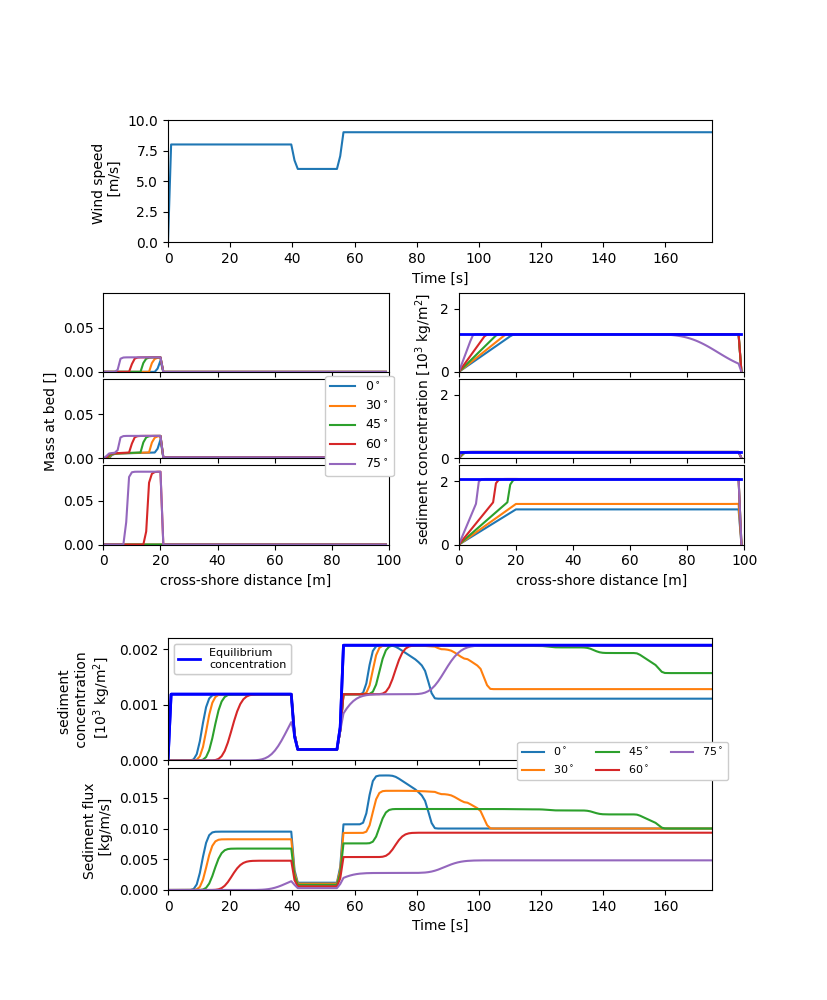 10.0
7.5
5.0
2.5
0.0
Wind speed
[m/s]
0 20 40 60 80 100 120 140 160
Time [s]
0.05
0.00
0.05
0.00
0.05
0.00
Mass at bed []
0 20 40 60 80 100
cross-shore distance [m]
0°
30°
45°
60°
75°
2
0
2
0
2
0
sediment concentration [10³ kg/m²]
0 20 40 60 80 100
cross-shore distance [m]
0.002
0.001
0.000
sediment
concentration
[10³ kg/m²]
Equilibrium
concentration
0° 45° 75°
30° 60°
0.015
0.010
0.005
0.000
Sediment flux
[kg/m/s]
0 20 40 60 80 100 120 140 160
Time [s]